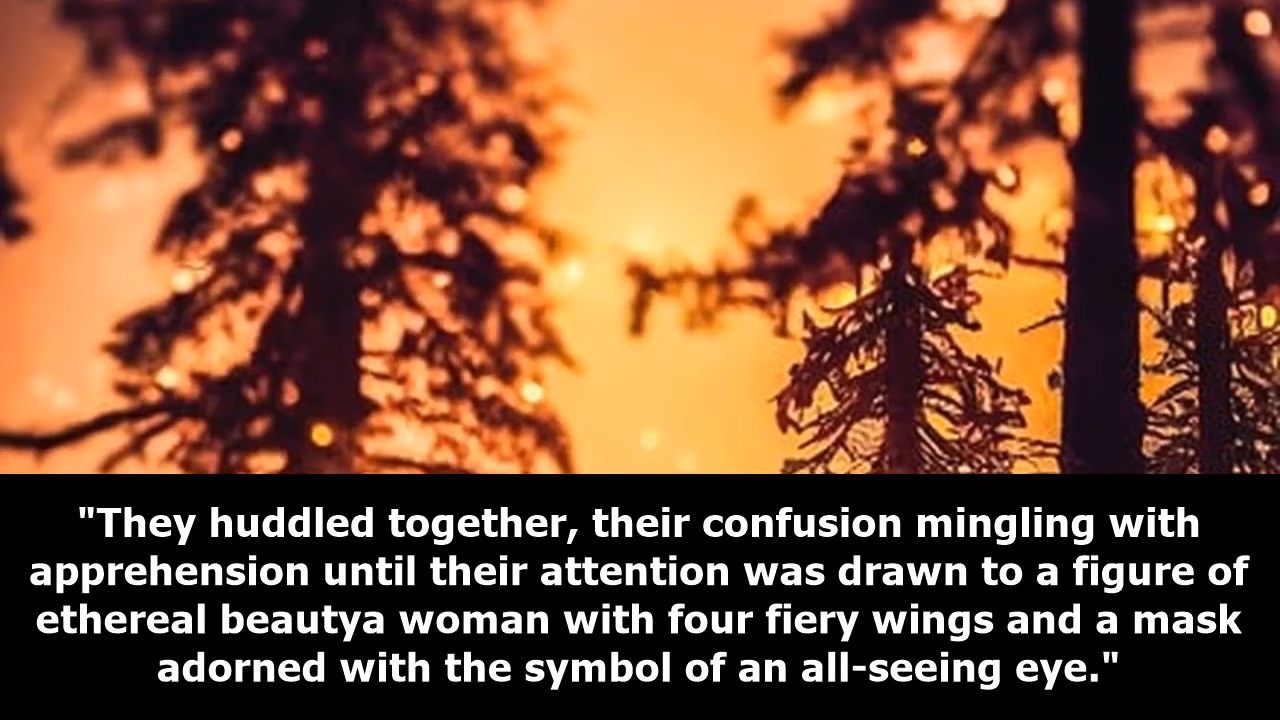 "They huddled together, their confusion mingling with
apprehension until their attention was drawn to a figure of
ethereal beautya woman with four fiery wings and a mask
adorned with the symbol of an all-seeing eye."